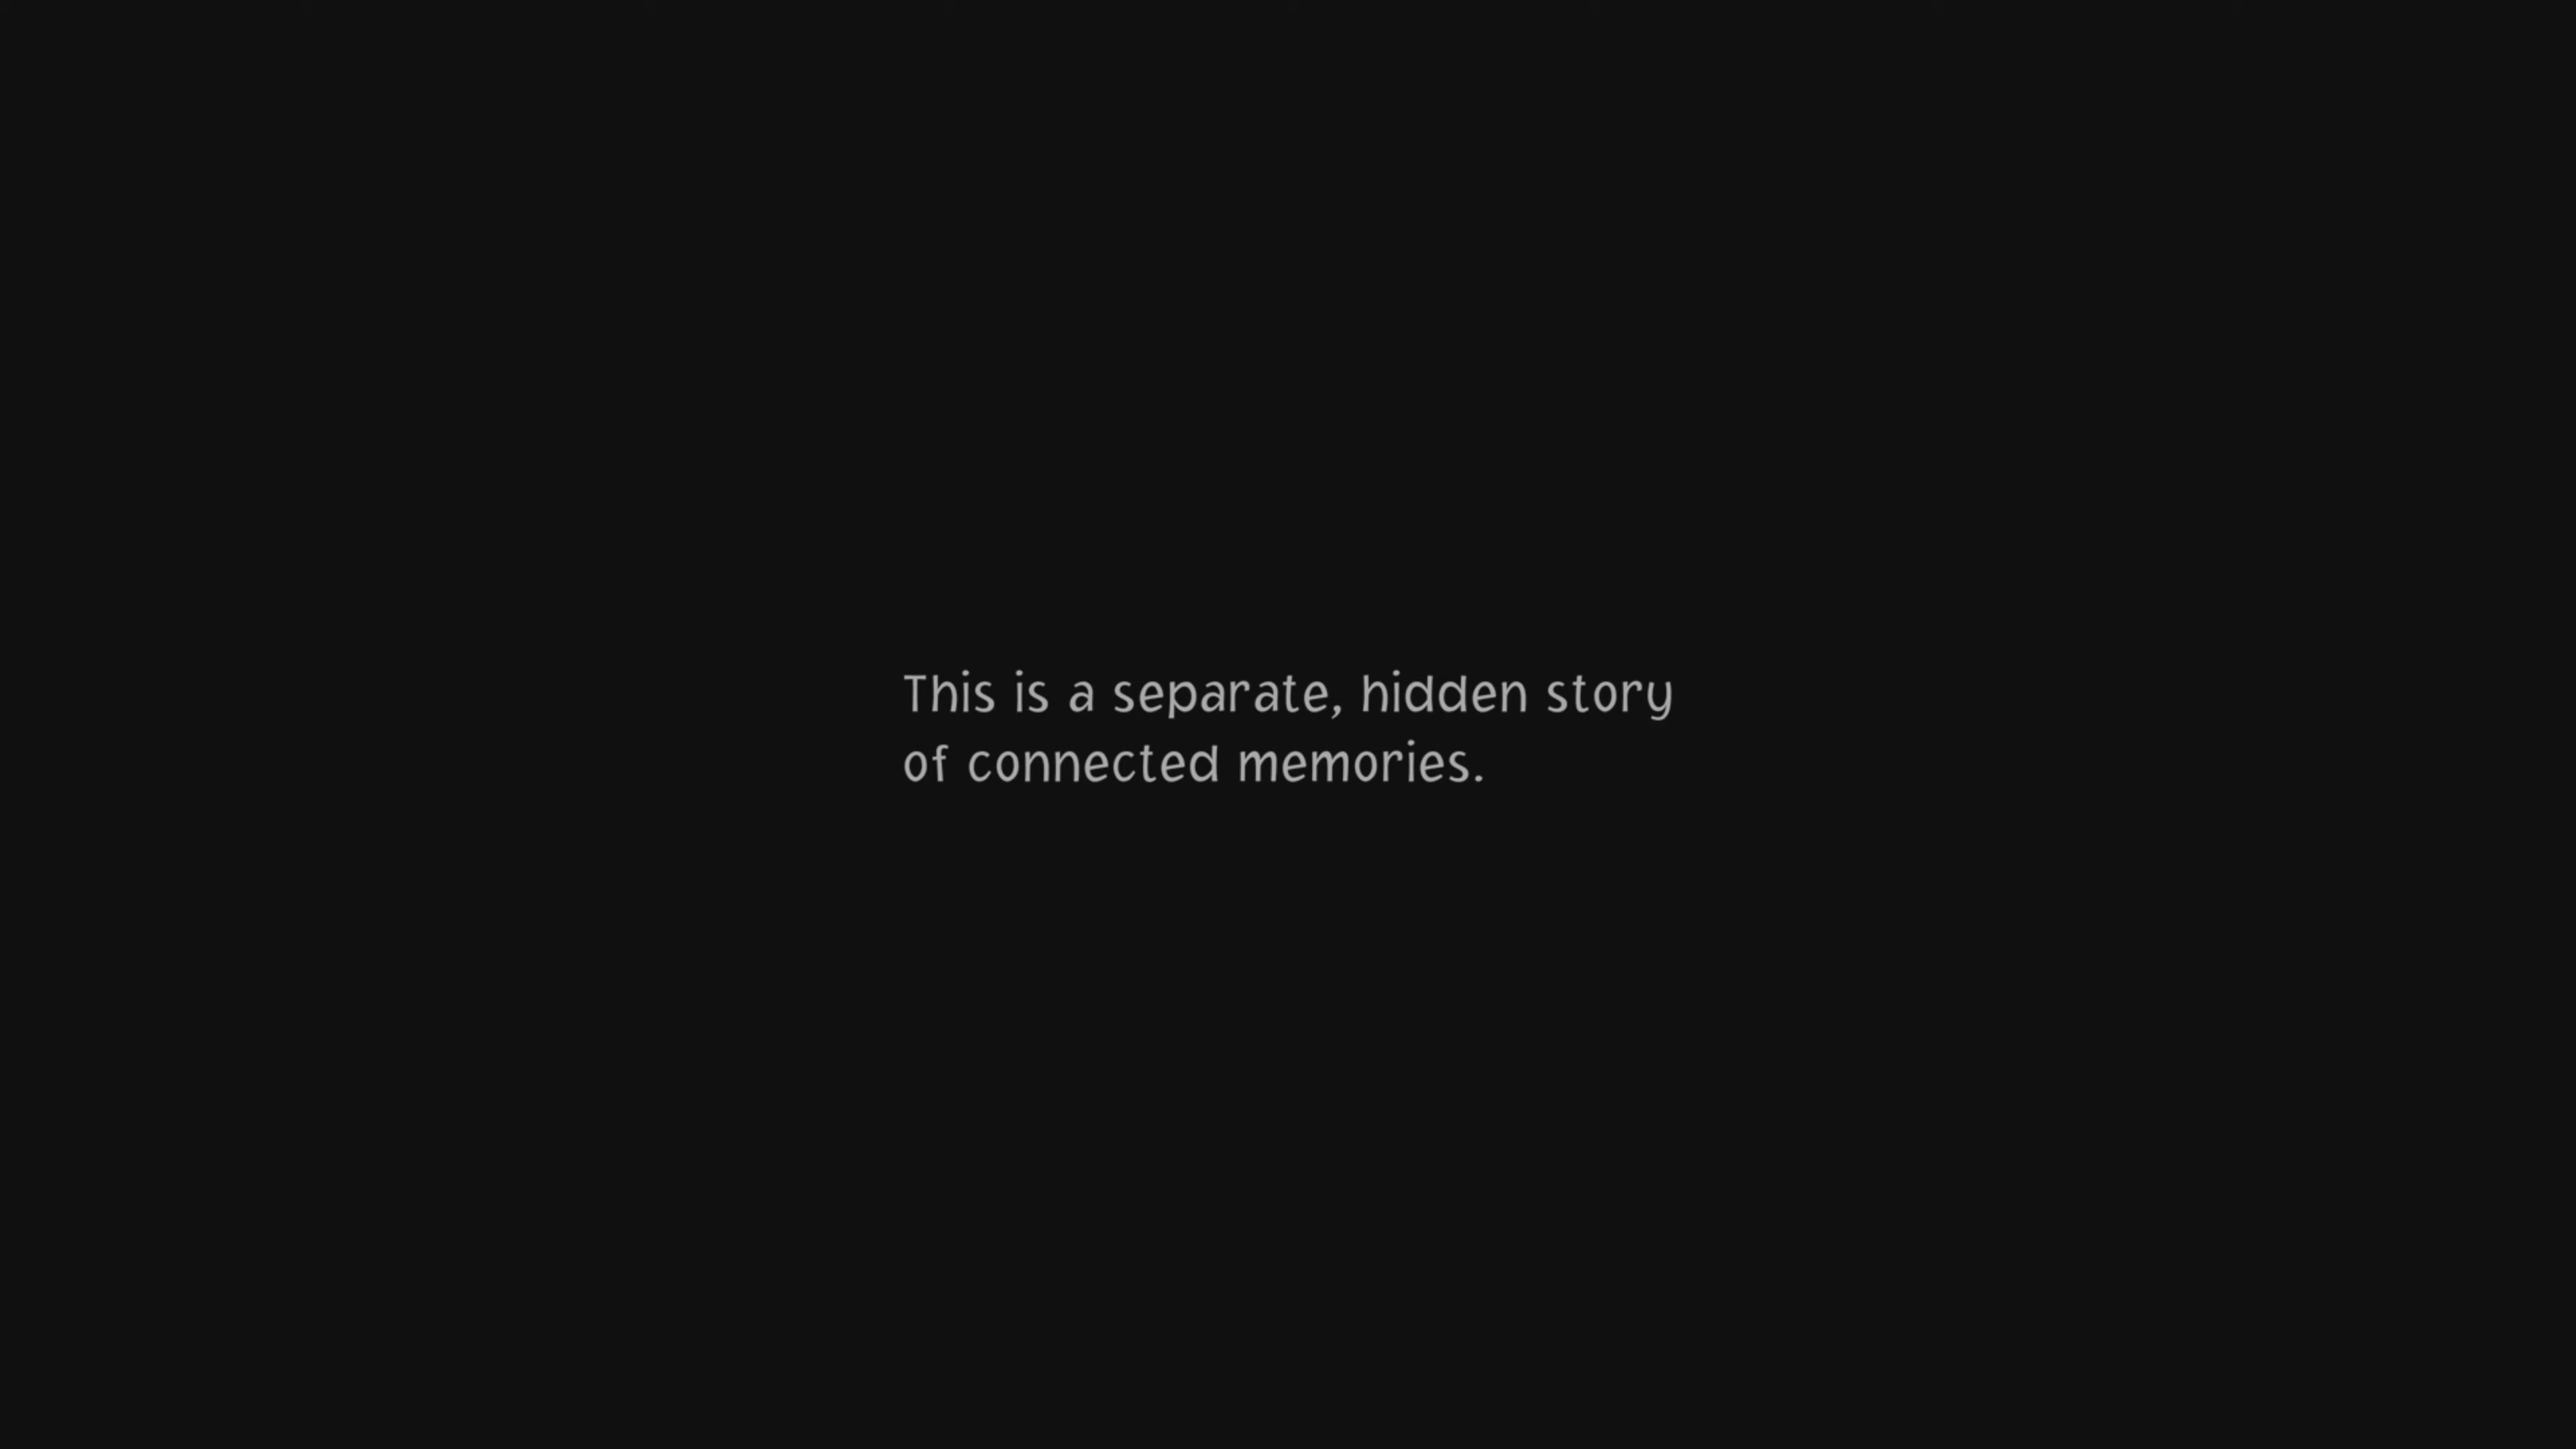 This is a separate, hidden story
of connected memories.